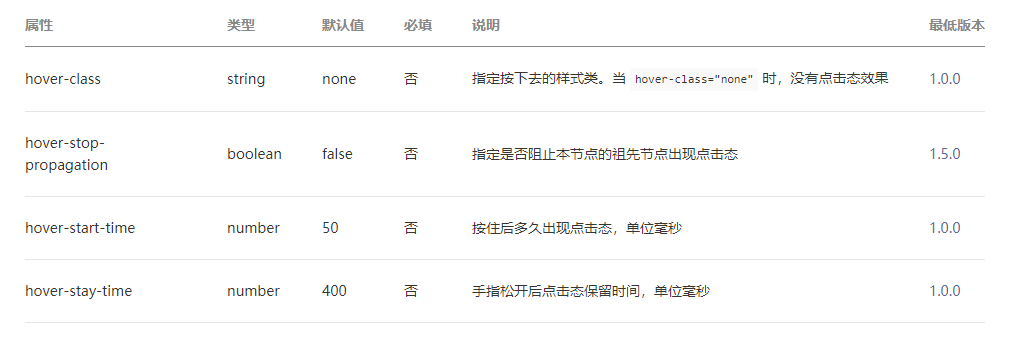 属性 类型 默认值 必填 说明 最低版本
hover-class string none 否 指定按下去的样式类。当 hover-class="none" 时，没有点击态效果 1.0.0
hover-stop-
propagation boolean false 否 指定是否阻止本节点的祖先节点出现点击态 1.5.0
hover-start-time number 50 否 按住后多久出现点击态，单位毫秒 1.0.0
hover-stay-time number 400 否 手指松开后点击态保留时间，单位毫秒 1.0.0